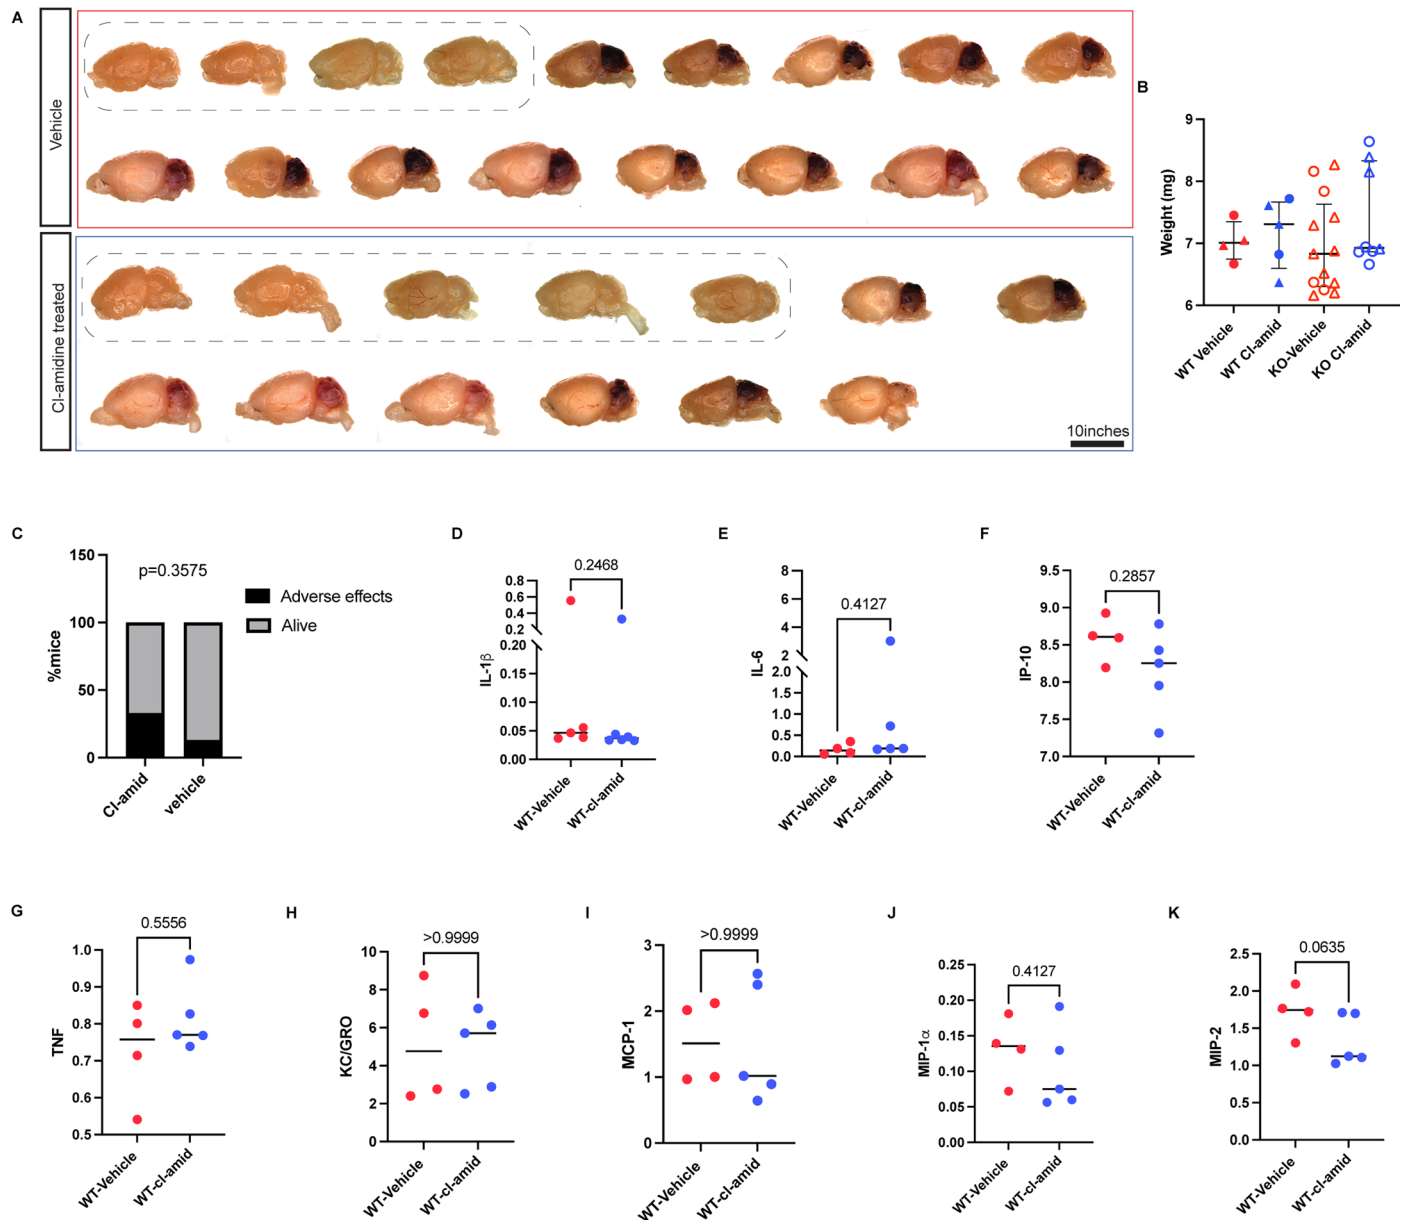 A
Vehicle
Cl-amidine treated
10inches
B
Weight (mg)
9
8
7
6
WT Vehicle
WT Cl-amid
KO-Vehicle
KO Cl-amid
C
%mice
150
100
50
0
p=0.3575
Cl-amid
vehicle
Adverse effects
Alive
D
IL-1β
0.2468
0.8
0.6
0.4
0.2
0.20
0.15
0.10
0.05
0.00
WT-Vehicle
WT-cl-amid
E
IL-6
0.4127
8
6
4
2
2.0
1.5
1.0
0.5
0.0
WT-Vehicle
WT-cl-amid
F
IP-10
0.2857
9.5
9.0
8.5
8.0
7.5
7.0
WT-Vehicle
WT-cl-amid
G
TNF
0.5556
1.0
0.9
0.8
0.7
0.6
0.5
WT-Vehicle
WT-cl-amid
H
KC/GRO
>0.9999
10
8
6
4
2
0
WT-Vehicle
WT-cl-amid
I
MCP-1
>0.9999
3
2
1
0
WT-Vehicle
WT-cl-amid
J
MIP-1α
0.4127
0.25
0.20
0.15
0.10
0.05
0.00
WT-Vehicle
WT-cl-amid
K
MIP-2
0.0635
2.5
2.0
1.5
1.0
0.5
0.0
WT-Vehicle
WT-cl-amid